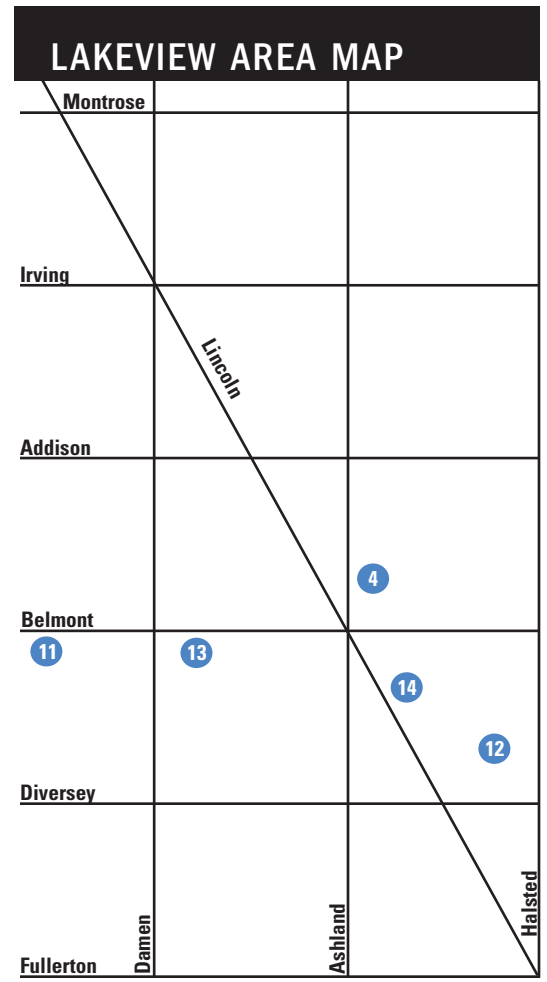 LAKEVIEW AREA MAP
Montrose
Irving
Lincoln
Addison
4
Belmont
11
13
14
12
Diversey
Halsted
Damen
Ashland
Fullerton